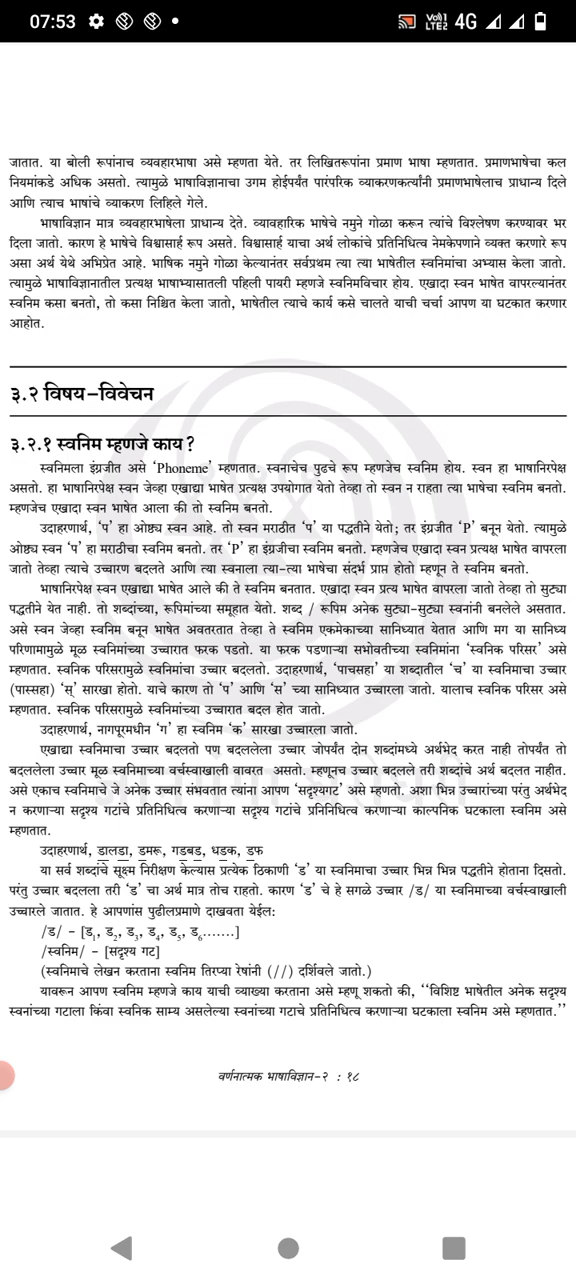 07:53
Vo)) 1
LTE2 4G
जातात. या बोली रूपांनाच व्यवहारभाषा असे म्हणता येते. तर लिखितरूपांना प्रमाण भाषा म्हणतात. प्रमाणभाषेचा कल
नियमांकडे अधिक असतो. त्यामुळे भाषाविज्ञानाचा उगम होईपर्यंत पारंपरिक व्याकरणकर्त्यांनी प्रमाणभाषेलाच प्राधान्य दिले
आणि त्याच भाषांचे व्याकरण लिहिले गेले.
भाषाविज्ञान मात्र व्यवहारभाषेला प्राधान्य देते. व्यावहारिक भाषेचे नमुने गोळा करून त्यांचे विश्लेषण करण्यावर भर
दिला जातो. कारण हे भाषेचे विश्वासार्ह रूप असते. विश्वासार्ह याचा अर्थ लोकांचे प्रतिनिधित्व नेमकेपणाने व्यक्त करणारे रूप
असा अर्थ येथे अभिप्रेत आहे. भाषिक नमुने गोळा केल्यानंतर सर्वप्रथम त्या त्या भाषेतील स्वनिमांचा अभ्यास केला जातो.
त्यामुळे भाषाविज्ञानातील प्रत्यक्ष भाषाभ्यासातली पहिली पायरी म्हणजे स्वनिमविचार होय. एखादा स्वन भाषेत वापरल्यानंतर
स्वनिम कसा बनतो, तो कसा निश्चित केला जातो, भाषेतील त्याचे कार्य कसे चालते याची चर्चा आपण या घटकात करणार
आहोत.
३.२ विषय–विवेचन
३.२.१ स्वनिम म्हणजे काय?
स्वनिमला इंग्रजीत असे ‘Phoneme’ म्हणतात. स्वनाचेच पुढचे रूप म्हणजेच स्वनिम होय. स्वन हा भाषानिरपेक्ष
असतो. हा भाषानिरपेक्ष स्वन जेव्हा एखाद्या भाषेत प्रत्यक्ष उपयोगात येतो तेव्हा तो स्वन न राहता त्या भाषेचा स्वनिम बनतो.
म्हणजेच एखादा स्वन भाषेत आला की तो स्वनिम बनतो.
उदाहरणार्थ, ‘प’ हा ओष्ठ्य स्वन आहे. तो स्वन मराठीत ‘प’ या पद्धतीने येतो; तर इंग्रजीत ‘P’ बनून येतो. त्यामुळे
ओष्ठ्य स्वन ‘प’ हा मराठीचा स्वनिम बनतो. तर ‘P’ हा इंग्रजीचा स्वनिम बनतो. म्हणजेच एखादा स्वन प्रत्यक्ष भाषेत वापरला
जातो तेव्हा त्याचे उच्चारण बदलते आणि त्या स्वनाला त्या–त्या भाषेचा संदर्भ प्राप्त होतो म्हणून ते स्वनिम बनतो.
भाषानिरपेक्ष स्वन एखाद्या भाषेत आले की ते स्वनिम बनतात. एखादा स्वन प्रत्य भाषेत वापरला जातो तेव्हा तो सुट्या
पद्धतीने येत नाही. तो शब्दांच्या, रूपिमांच्या समूहात येतो. शब्द / रूपिम अनेक सुट्या-सुट्या स्वनांनी बनलेले असतात.
असे स्वन जेव्हा स्वनिम बनून भाषेत अवतरतात तेव्हा ते स्वनिम एकमेकाच्या सानिध्यात येतात आणि मग या सानिध्य
परिणामामुळे मूळ स्वनिमांच्या उच्चारात फरक पडतो. या फरक पडणाऱ्या सभोवतीच्या स्वनिमांना ‘स्वनिक परिसर’ असे
म्हणतात. स्वनिक परिसरामुळे स्वनिमांचा उच्चार बदलतो. उदाहरणार्थ, ‘पाचसहा’ या शब्दातील ‘च’ या स्वनिमाचा उच्चार
(पास्सहा) ‘स्’ सारखा होतो. याचे कारण तो ‘प’ आणि ‘स’ च्या सानिध्यात उच्चारला जातो. यालाच स्वनिक परिसर असे
म्हणतात. स्वनिक परिसरामुळे स्वनिमांच्या उच्चारात बदल होत जातो.
उदाहरणार्थ, नागपूरमधीन ‘ग’ हा स्वनिम ‘क’ सारखा उच्चारला जातो.
एखाद्या स्वनिमाचा उच्चार बदलतो पण बदललेला उच्चार जोपर्यंत दोन शब्दांमध्ये अर्थभेद करत नाही तोपर्यंत तो
बदललेला उच्चार मूळ स्वनिमाच्या वर्चस्वाखाली वावरत असतो. म्हणूनच उच्चार बदलले तरी शब्दांचे अर्थ बदलत नाहीत.
असे एकाच स्वनिमाचे जे अनेक उच्चार संभवतात त्यांना आपण ‘सदृश्यगट’ असे म्हणतो. अशा भिन्न उच्चारांच्या परंतु अर्थभेद
न करणाऱ्या सदृश्य गटांचे प्रतिनिधित्व करणाऱ्या सदृश्य गटांचे प्रनिनिधित्व करणाऱ्या काल्पनिक घटकाला स्वनिम असे
म्हणतात.
उदाहरणार्थ, डालडा, डमरू, गडबड, धडक, डफ
या सर्व शब्दांचे सूक्ष्म निरीक्षण केल्यास प्रत्येक ठिकाणी ‘ड’ या स्वनिमाचा उच्चार भिन्न भिन्न पद्धतीने होताना दिसतो.
परंतु उच्चार बदलला तरी ‘ड’ चा अर्थ मात्र तोच राहतो. कारण ‘ड’ चे हे सगळे उच्चार /ड/ या स्वनिमाच्या वर्चस्वाखाली
उच्चारले जातात. हे आपणांस पुढीलप्रमाणे दाखवता येईल:
/ड/ – [ड₁, ड₂, ड₃, ड₄, ड₅, ड₆.......]
/स्वनिम/ – [सदृश्य गट]
(स्वनिमाचे लेखन करताना स्वनिम तिरप्या रेषांनी (//) दर्शिवले जातो.)
यावरून आपण स्वनिम म्हणजे काय याची व्याख्या करताना असे म्हणू शकतो की, ‘‘विशिष्ट भाषेतील अनेक सदृश्य
स्वनांच्या गटाला किंवा स्वनिक साम्य असलेल्या स्वनांच्या गटाचे प्रतिनिधित्व करणाऱ्या घटकाला स्वनिम असे म्हणतात.’’
वर्णनात्मक भाषाविज्ञान–२ : १८